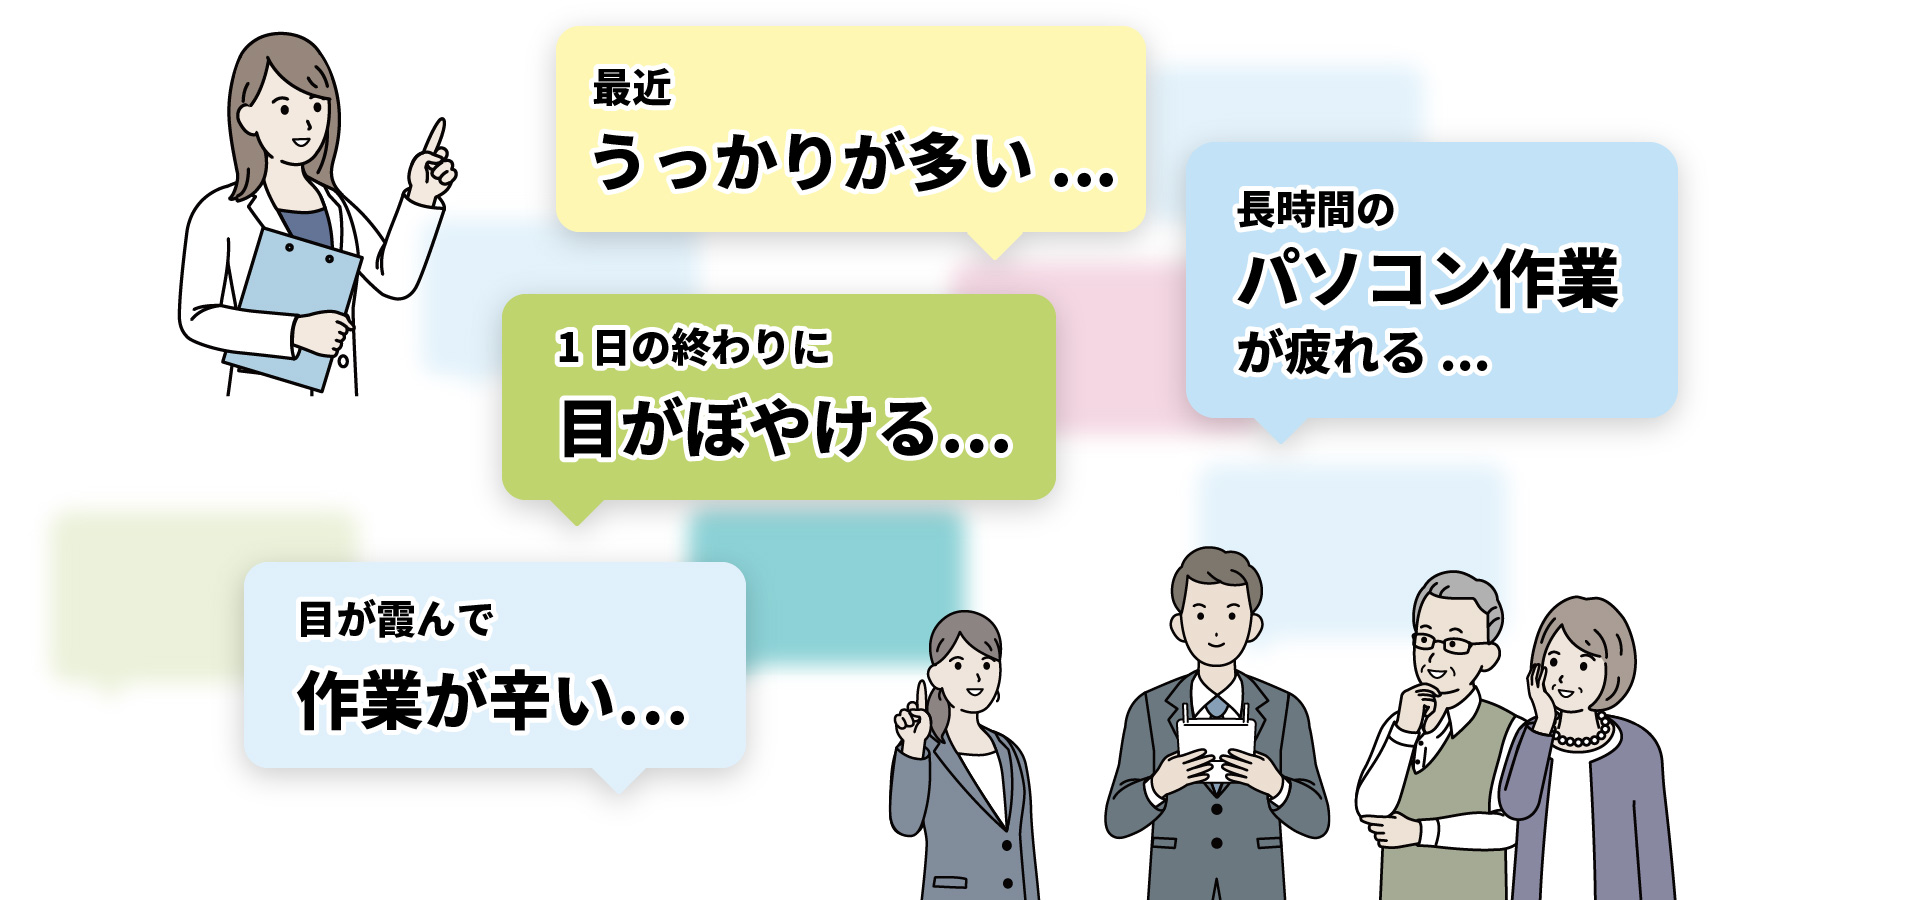 最近
うっかりが多い ...
長時間の
パソコン作業
が疲れる ...
1 日の終わりに
目がぼやける...
目が霞んで
作業が辛い...